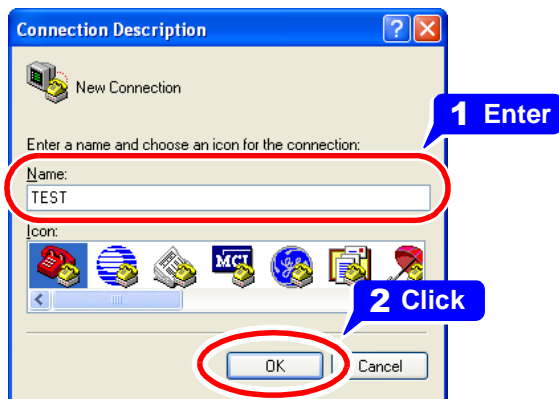 Connection Description
New Connection
1 Enter
Enter a name and choose an icon for the connection:
Name:
TEST
Icon:
MCI
2 Click
OK
Cancel